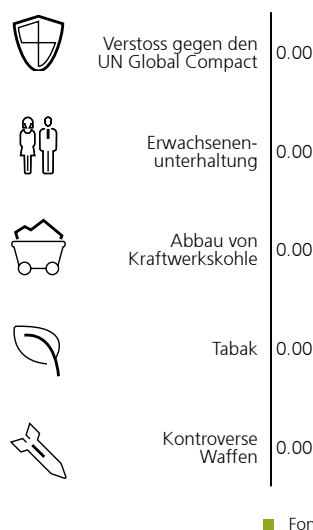 Verstoss gegen den
UN Global Compact
0.00
Erwachsenen-
unterhaltung
0.00
Abbau von
Kraftwerkskohle
0.00
Tabak
0.00
Kontroverse
Waffen
0.00